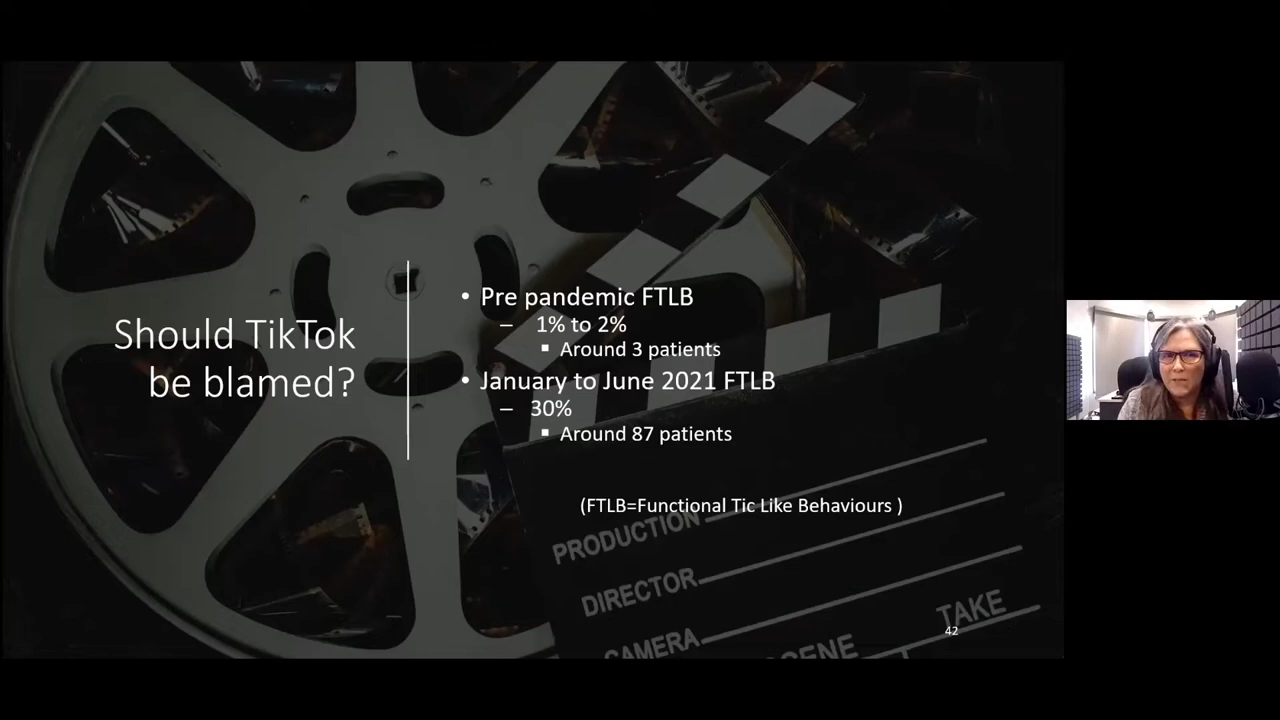 Should TikTok
be blamed?
• Pre pandemic FTLB
– 1% to 2%
▪ Around 3 patients
• January to June 2021 FTLB
– 30%
▪ Around 87 patients
(FTLB=Functional Tic Like Behaviours )
PRODUCTION
DIRECTOR
CAMERA
SCENE
TAKE
42